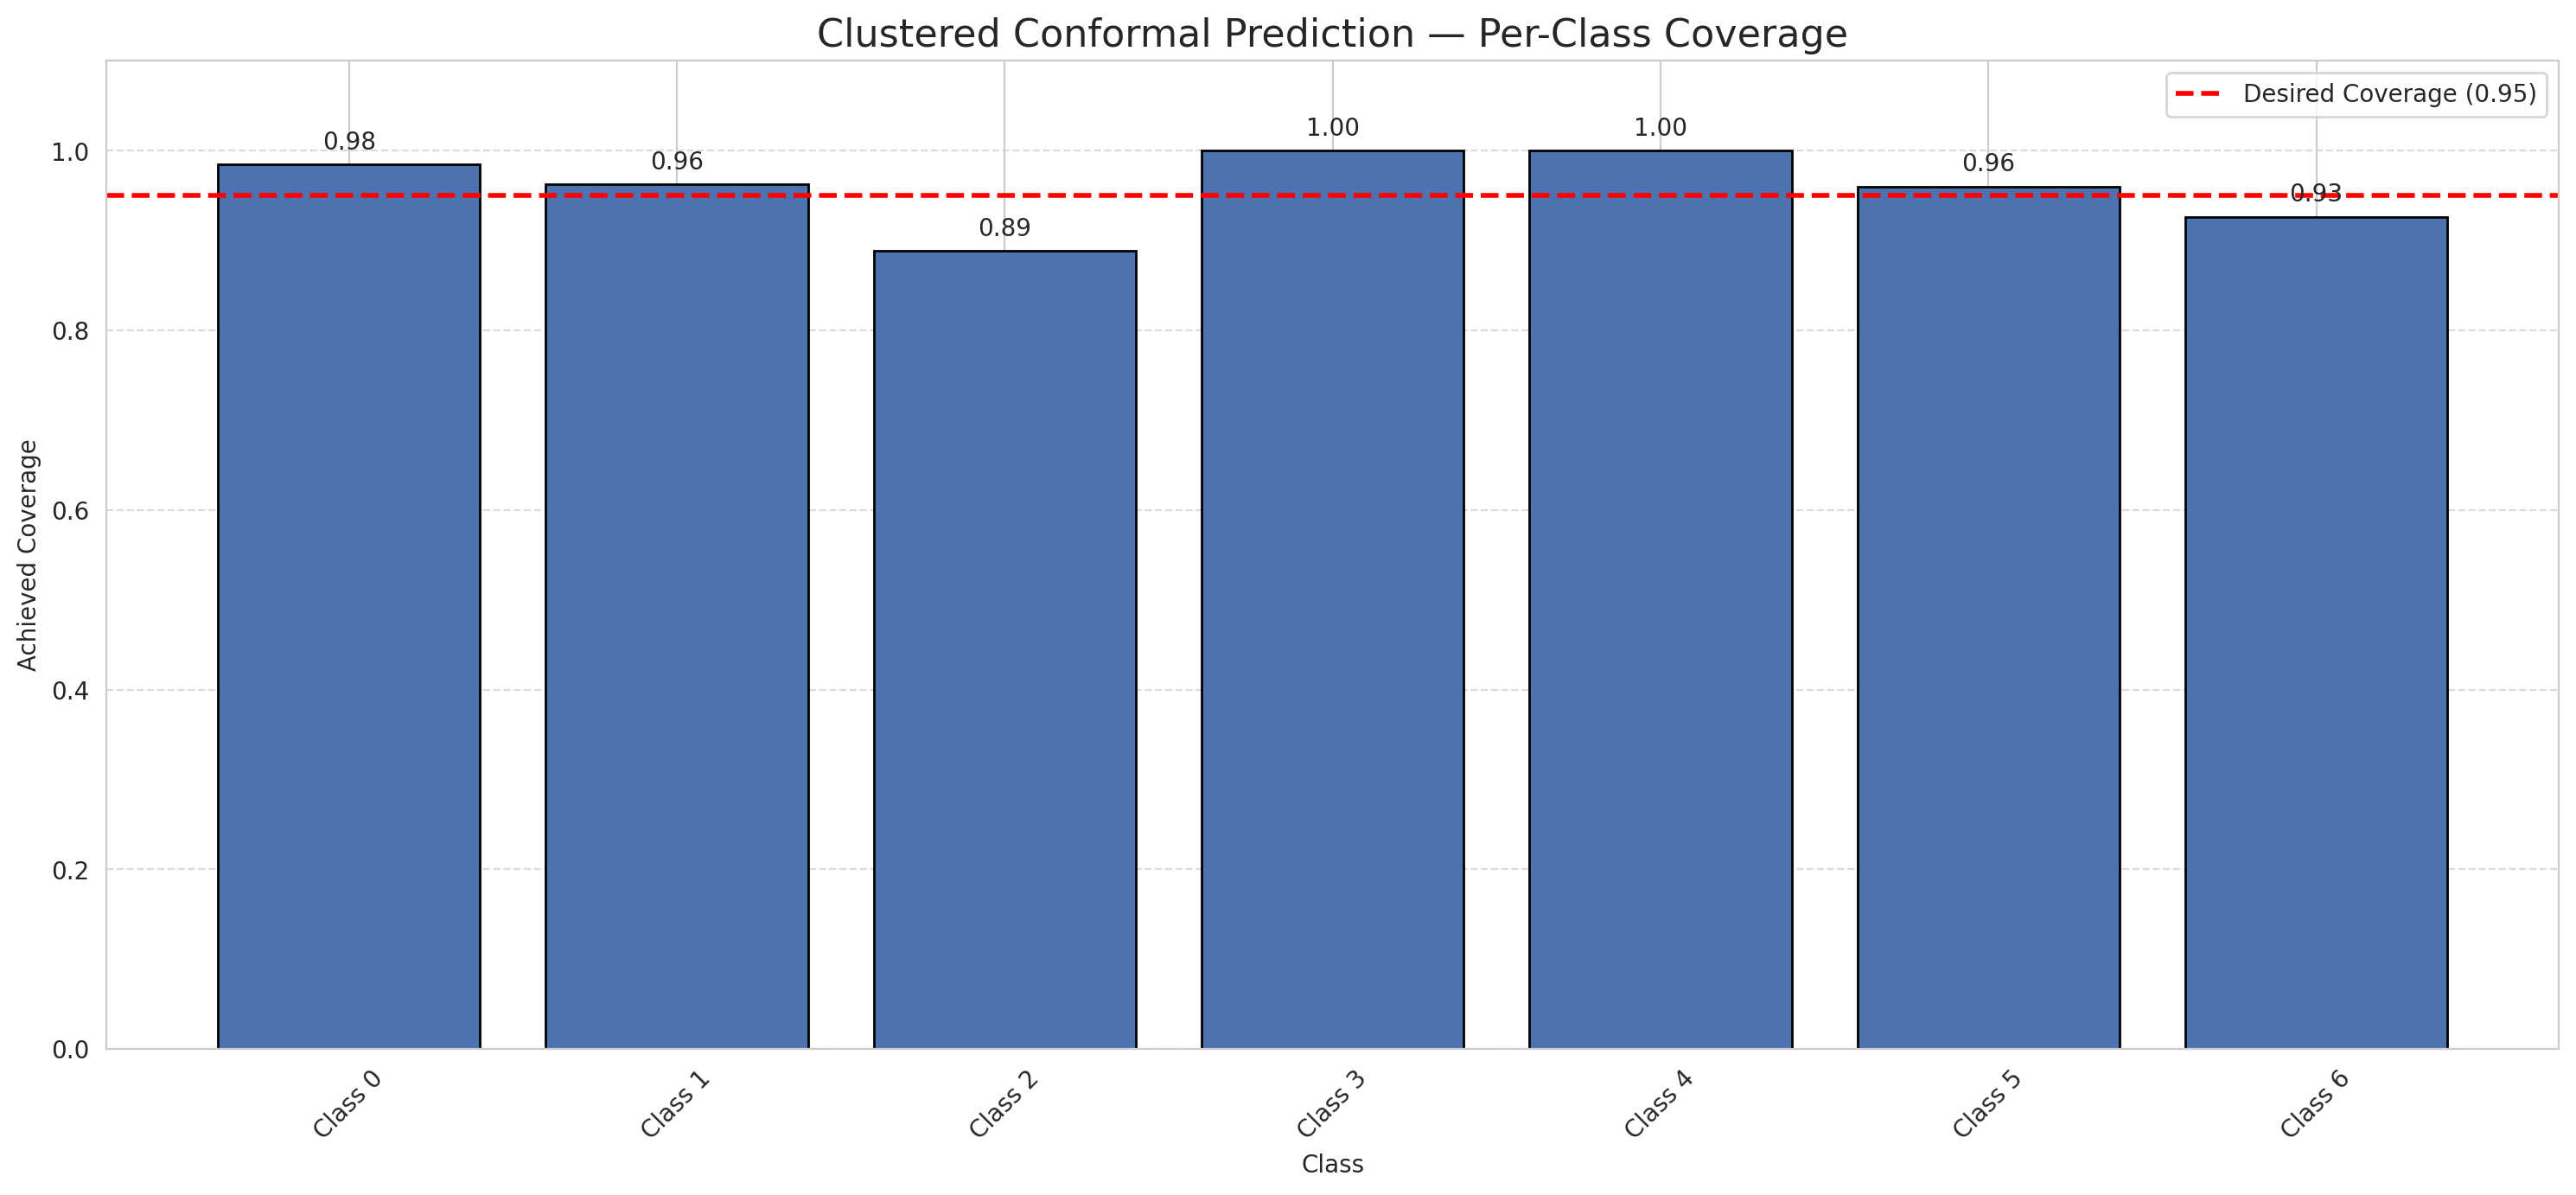 Clustered Conformal Prediction — Per-Class Coverage
Desired Coverage (0.95)
0.98
0.96
0.89
1.00
1.00
0.96
0.93
1.0
0.8
0.6
0.4
0.2
0.0
Achieved Coverage
Class 0
Class 1
Class 2
Class 3
Class 4
Class 5
Class 6
Class